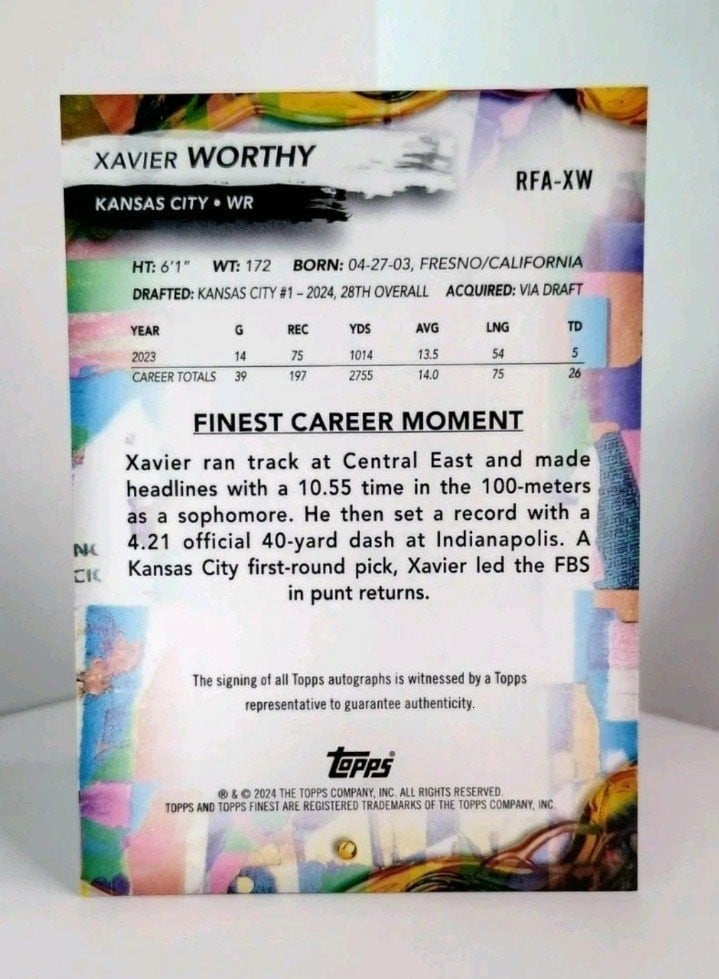 XAVIER WORTHY
RFA-XW
KANSAS CITY • WR
HT: 6'1" WT: 172 BORN: 04-27-03, FRESNO/CALIFORNIA
DRAFTED: KANSAS CITY #1 – 2024, 28TH OVERALL ACQUIRED: VIA DRAFT
YEAR G REC YDS AVG LNG TD
2023 14 75 1014 13.5 54 5
CAREER TOTALS 39 197 2755 14.0 75 26
FINEST CAREER MOMENT
Xavier ran track at Central East and made
headlines with a 10.55 time in the 100-meters
as a sophomore. He then set a record with a
4.21 official 40-yard dash at Indianapolis. A
Kansas City first-round pick, Xavier led the FBS
in punt returns.
The signing of all Topps autographs is witnessed by a Topps
representative to guarantee authenticity.
topps®
® & © 2024 THE TOPPS COMPANY, INC. ALL RIGHTS RESERVED.
TOPPS AND TOPPS FINEST ARE REGISTERED TRADEMARKS OF THE TOPPS COMPANY, INC.